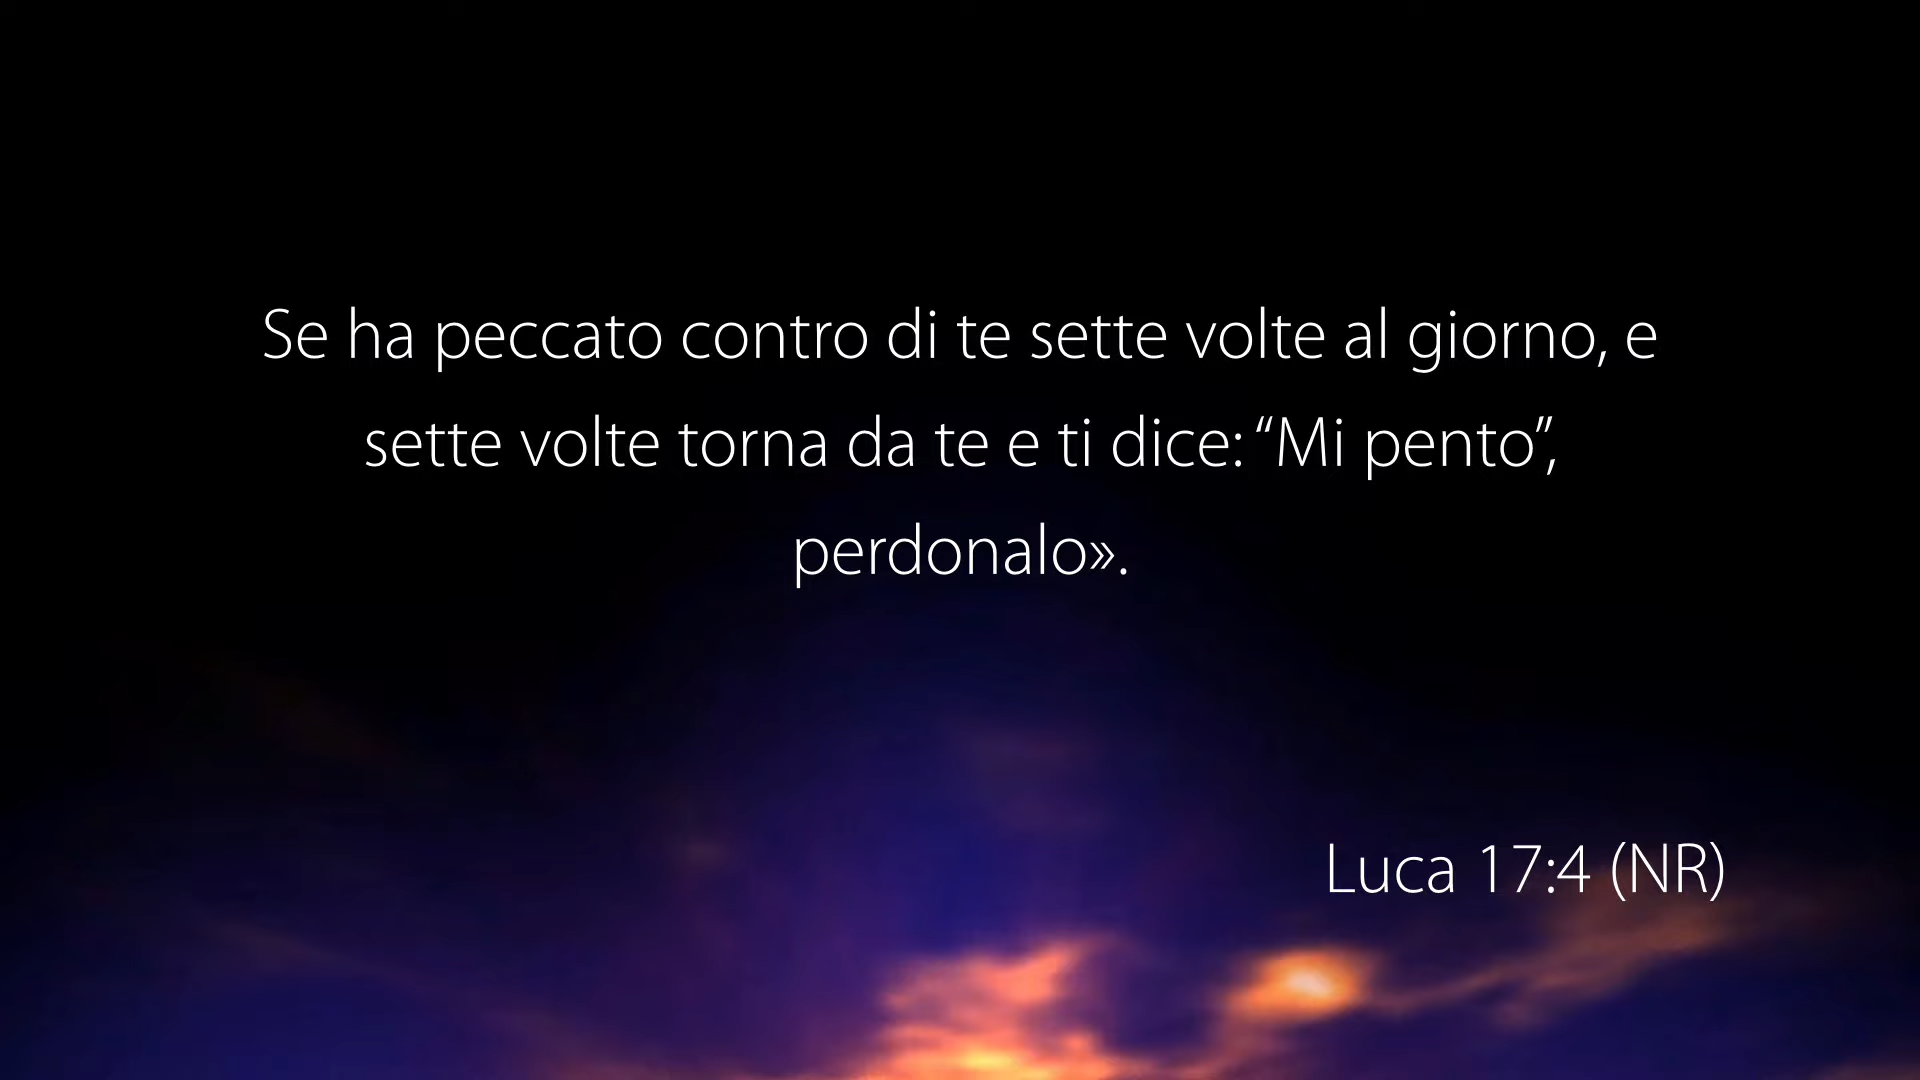 Se ha peccato contro di te sette volte al giorno, e
sette volte torna da te e ti dice: “Mi pento”,
perdonalo».
Luca 17:4 (NR)